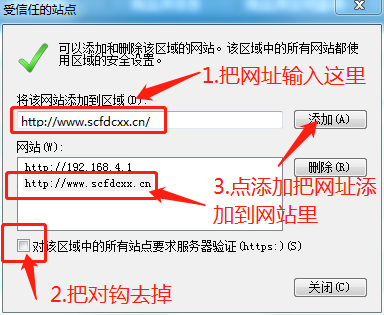 受信任的站点
可以添加和删除该区域的网站。该区域中的所有网站都使
用区域的安全设置。
1.把网址输入这里
将该网站添加到区域(D):
http://www.scfdcxx.cn/
添加(A)
网站(W):
http://192.168.4.1
删除(R)
http://www.scfdcxx.cn
3.点添加把网址添
加到网站里
对该区域中的所有站点要求服务器验证(https:)(S)
2.把对钩去掉
关闭(C)